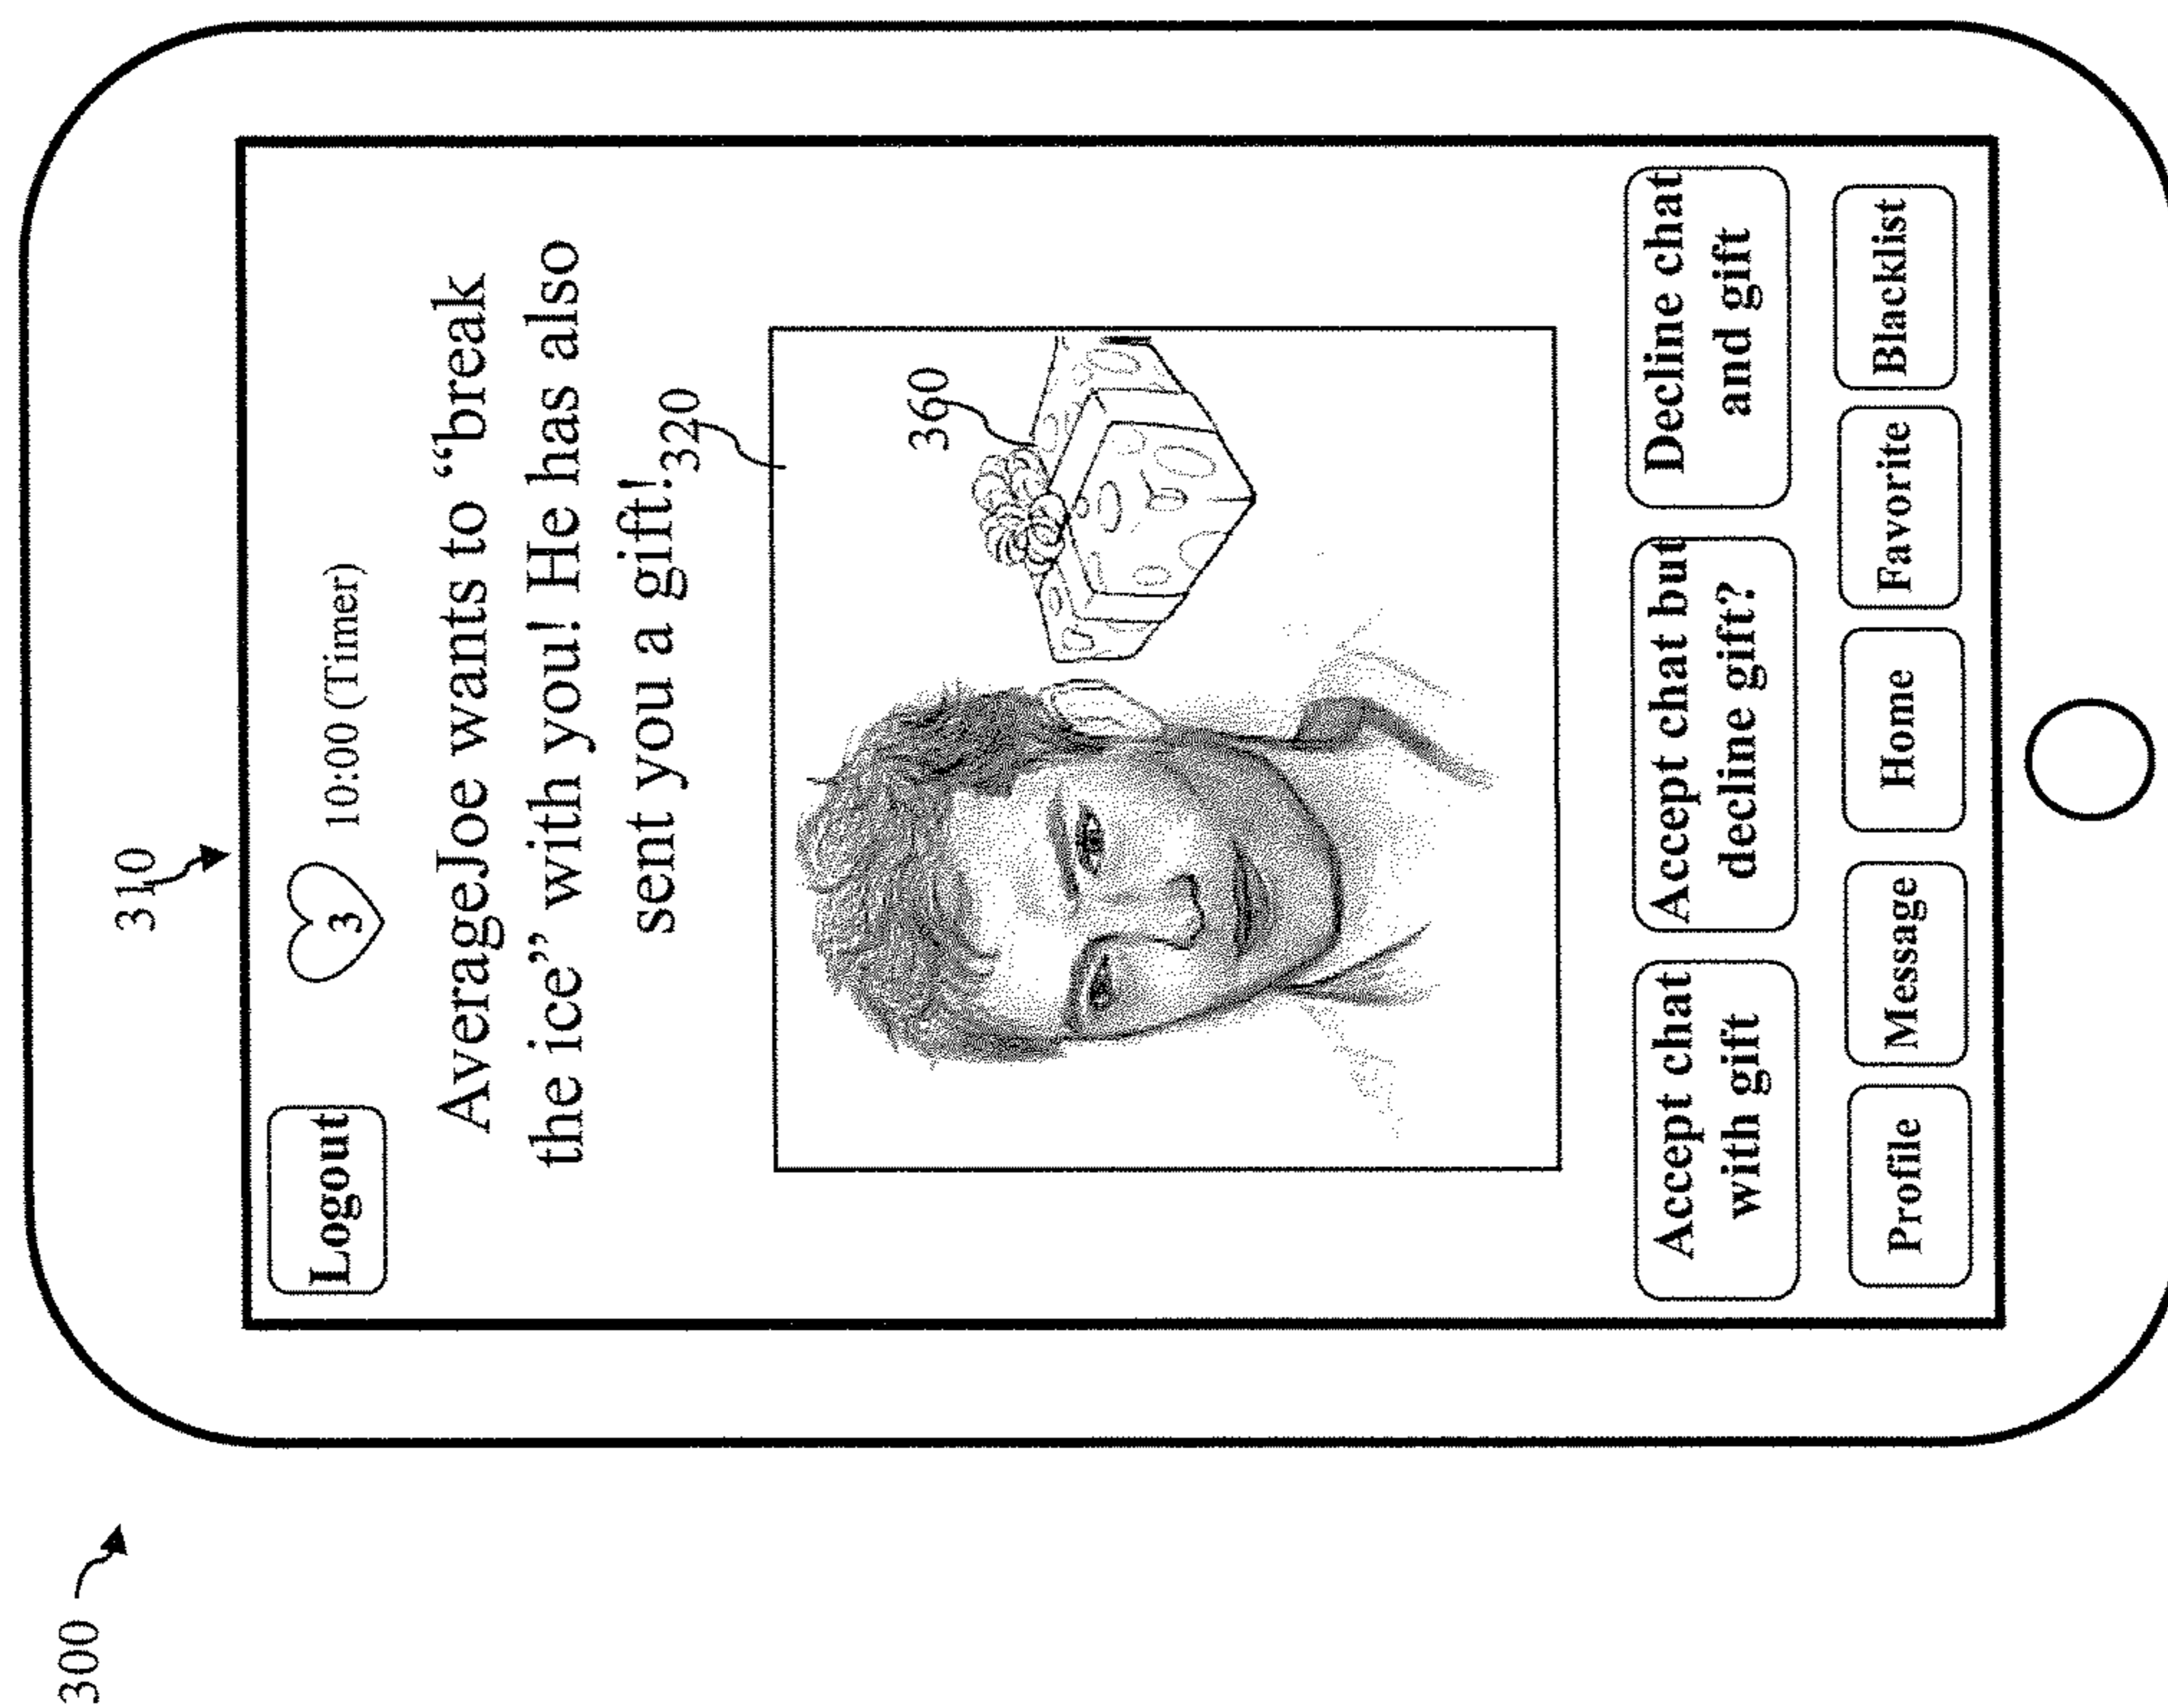 300
310
Logout
3
10:00 (Timer)
AverageJoe wants to “break
the ice” with you! He has also
sent you a gift!
320
360
Accept chat
with gift
Accept chat but
decline gift?
Decline chat
and gift
Profile
Message
Home
Favorite
Blacklist